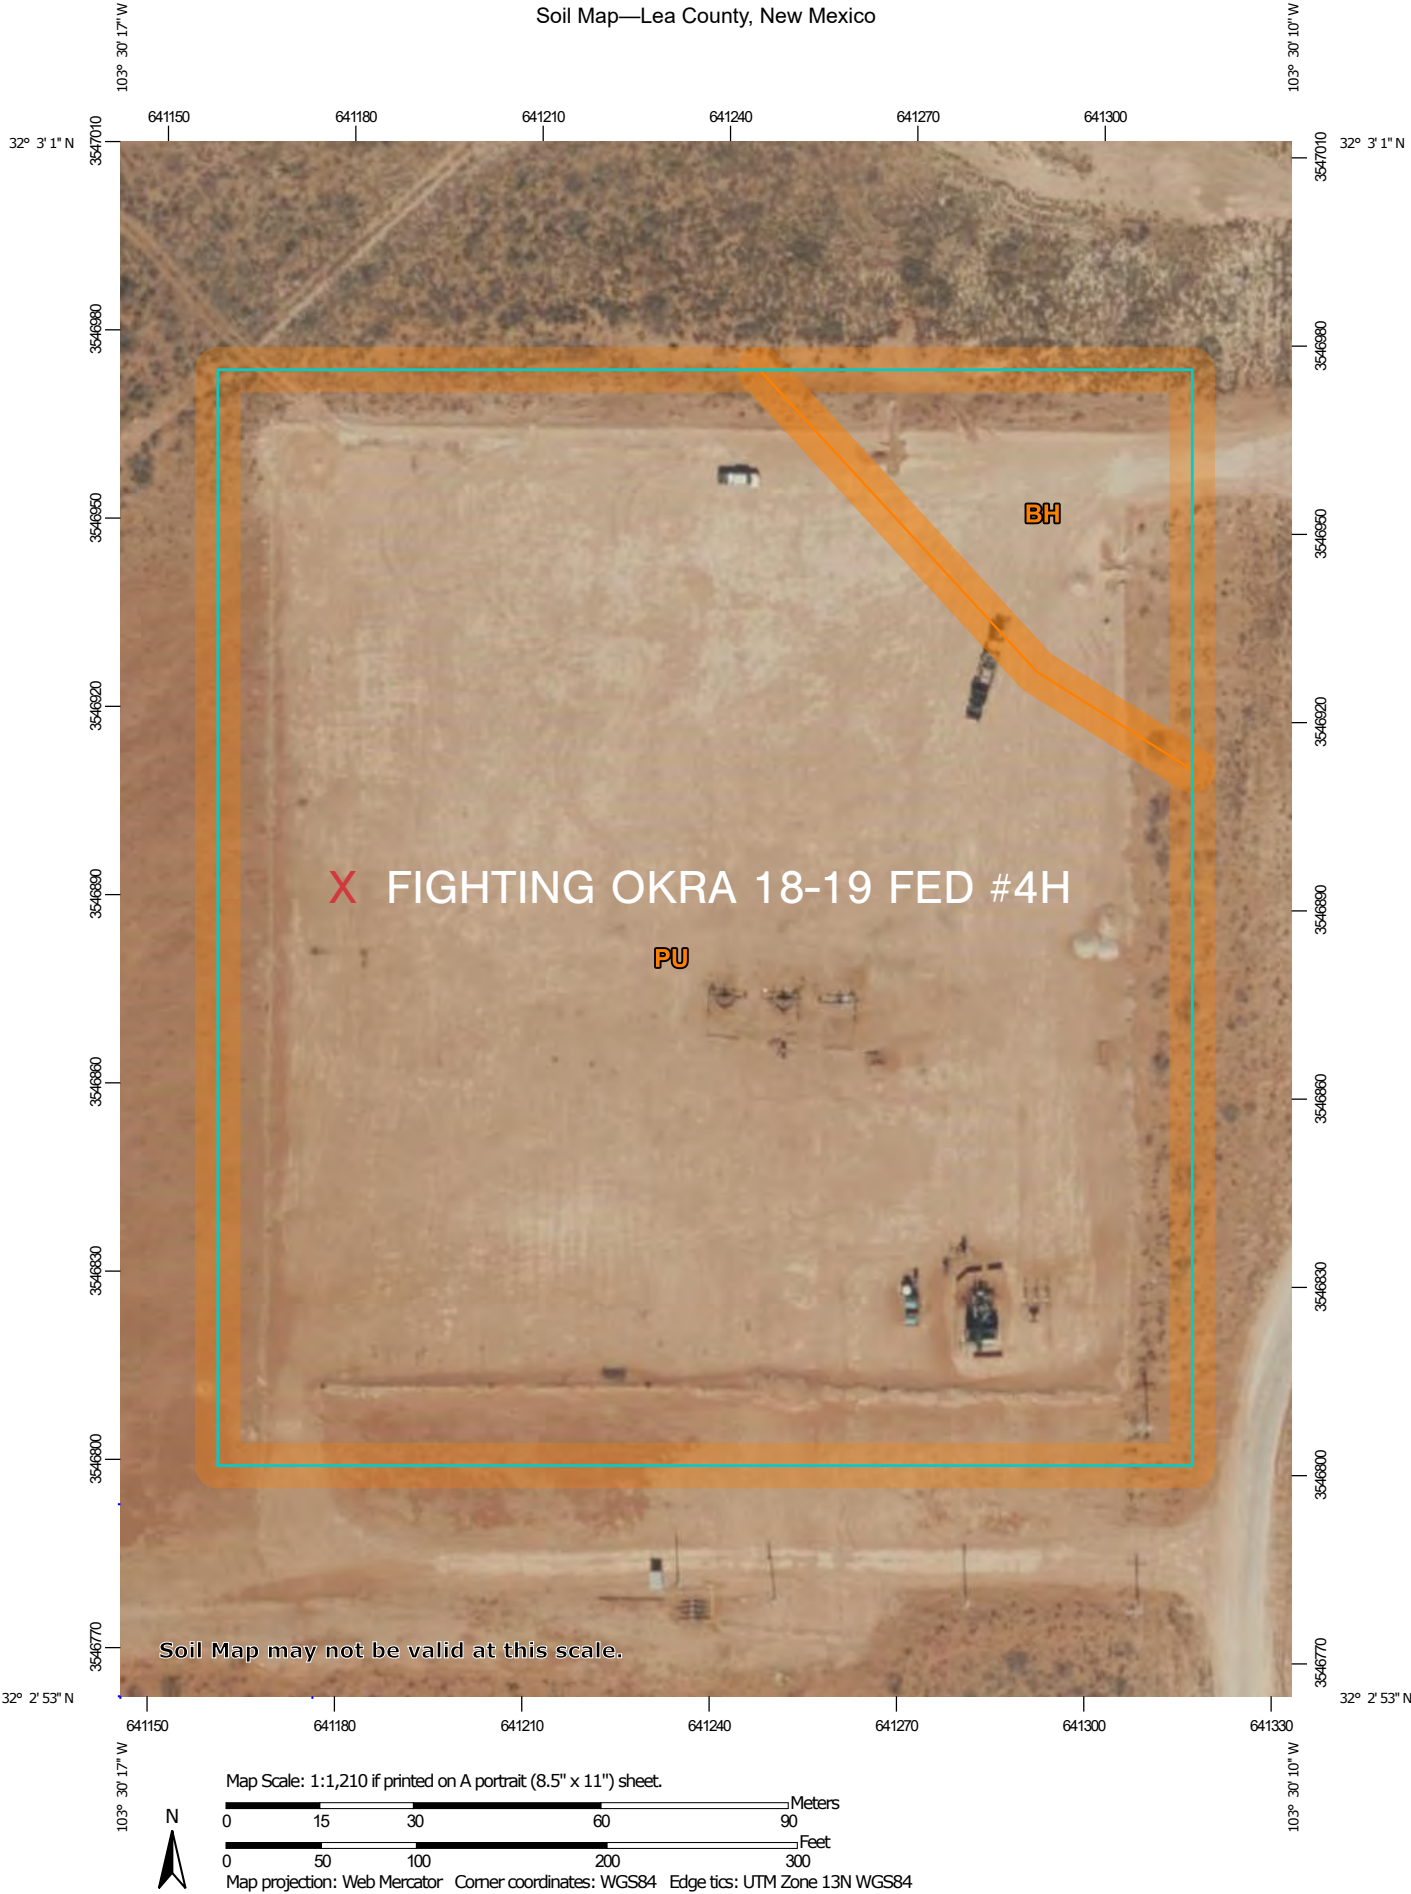 Soil Map—Lea County, New Mexico
103° 30' 17" W
103° 30' 10" W
641150 641180 641210 641240 641270 641300
32° 3' 1" N
32° 3' 1" N
3547010
3547010
3546980
3546980
3546950
3546950
BH
3546920
3546920
3546890
3546890
X FIGHTING OKRA 18-19 FED #4H
PU
3546860
3546860
3546830
3546830
3546800
3546800
3546770
3546770
Soil Map may not be valid at this scale.
32° 2' 53" N
32° 2' 53" N
641150 641180 641210 641240 641270 641300 641330
103° 30' 17" W
103° 30' 10" W
Map Scale: 1:1,210 if printed on A portrait (8.5" x 11") sheet.
Meters
N
0 15 30 60 90
Feet
0 50 100 200 300
Map projection: Web Mercator Corner coordinates: WGS84 Edge tics: UTM Zone 13N WGS84